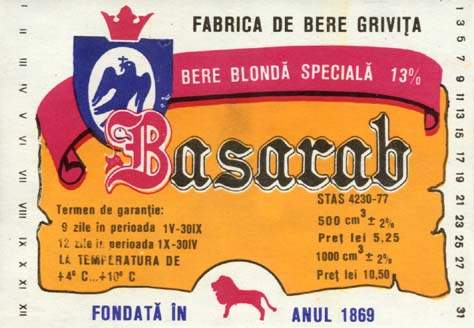 FABRICA DE BERE GRIVIȚA
BERE BLONDĂ SPECIALĂ 13%
Basarab
Termen de garanție:
9 zile în perioada 1V-30IX
12 zile în perioada 1X-30IV
LA TEMPERATURA DE
+4° C...+10° C
STAS 4230-77
500 cm³ ± 2%
Preț lei 5,25
1000 cm³ ± 2%
Preț lei 10,50
FONDATĂ ÎN ANUL 1869
I
II
III
IV
V
VI
VII
VIII
IX
X
XI
XII
1
3
5
7
9
11
13
15
17
19
21
23
25
27
29
31